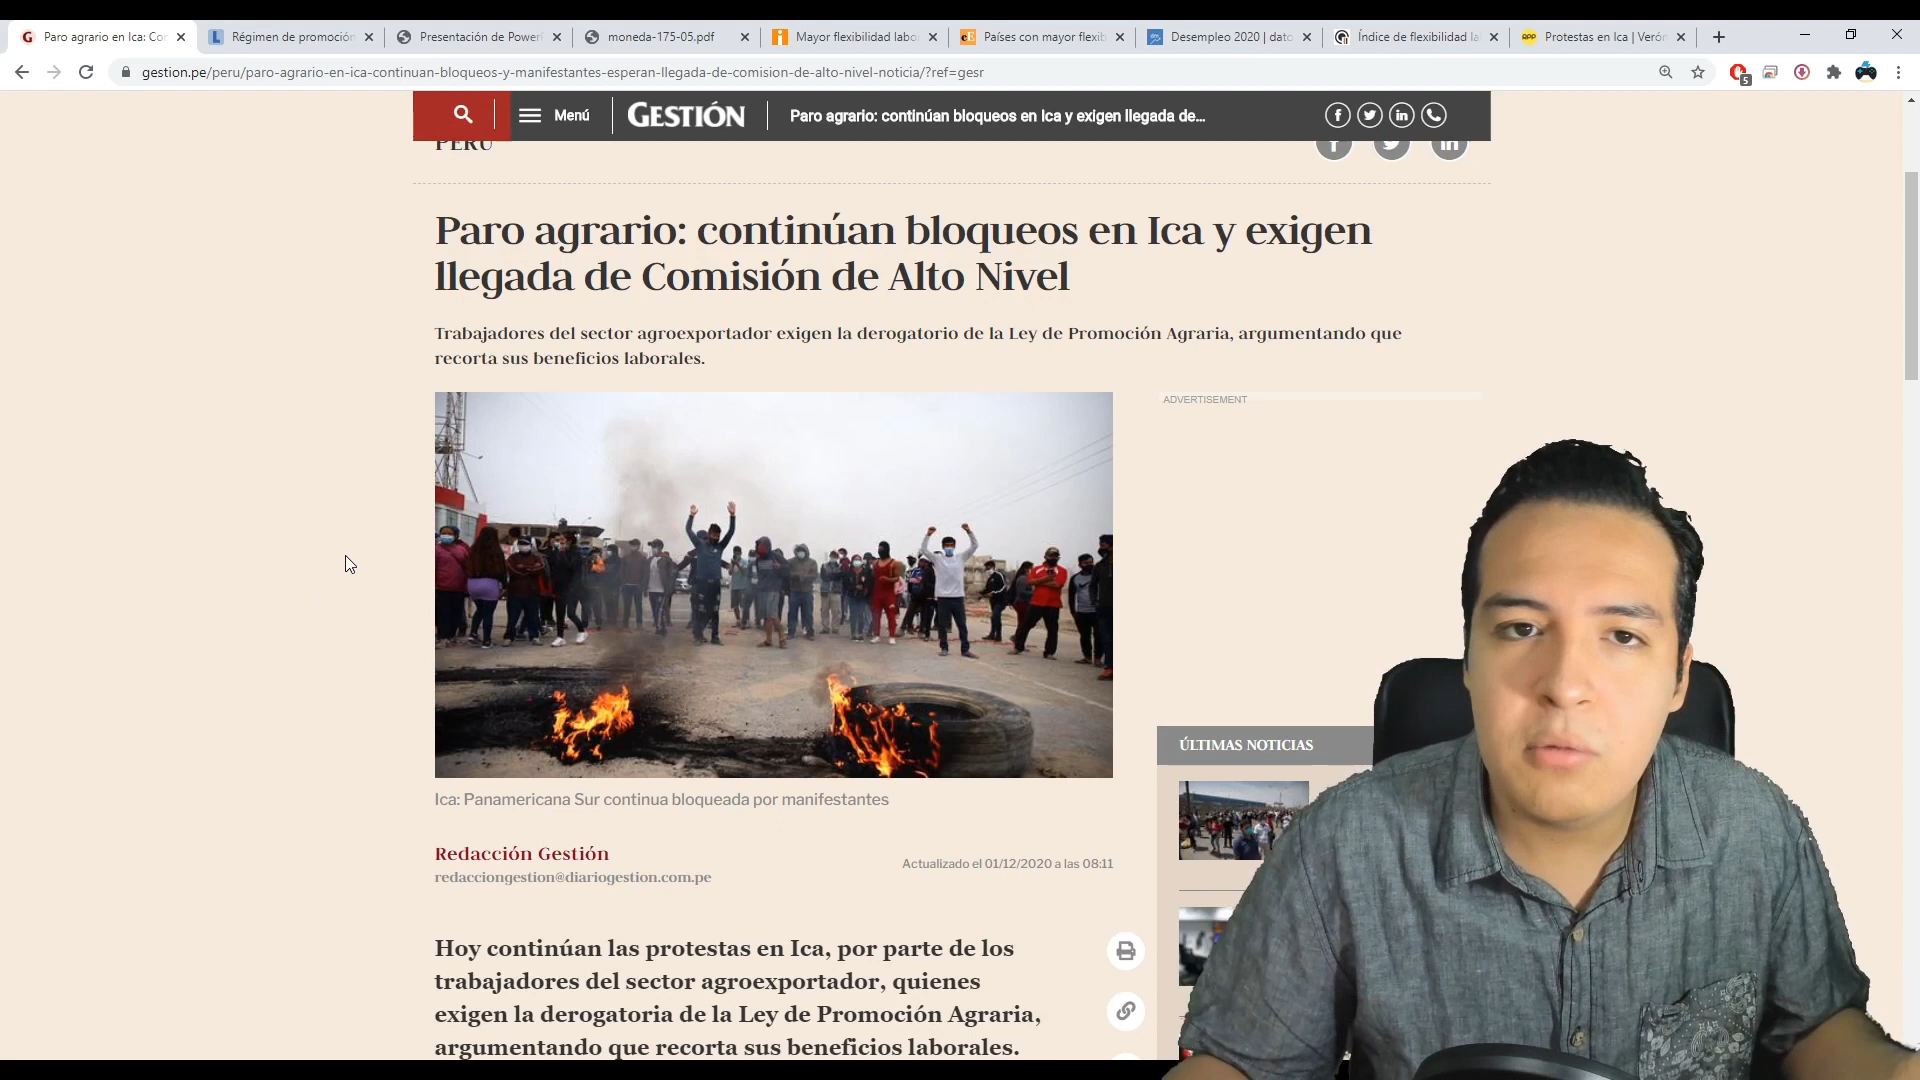 Paro agrario en Ica: Co
Régimen de promoción
Presentación de PowerP
moneda-175-05.pdf
Mayor flexibilidad labo
Países con mayor flexib
Desempleo 2020 | dato
Índice de flexibilidad la
Protestas en Ica | Verón
gestion.pe/peru/paro-agrario-en-ica-continuan-bloqueos-y-manifestantes-esperan-llegada-de-comision-de-alto-nivel-noticia/?ref=gesr
5
Menú
GESTIÓN
Paro agrario: continúan bloqueos en Ica y exigen llegada de...
PERÚ
Paro agrario: continúan bloqueos en Ica y exigen
llegada de Comisión de Alto Nivel
Trabajadores del sector agroexportador exigen la derogatorio de la Ley de Promoción Agraria, argumentando que
recorta sus beneficios laborales.
ADVERTISEMENT
ÚLTIMAS NOTICIAS
Ica: Panamericana Sur continua bloqueada por manifestantes
Redacción Gestión
redacciongestion@diariogestion.com.pe
Actualizado el 01/12/2020 a las 08:11
Hoy continúan las protestas en Ica, por parte de los
trabajadores del sector agroexportador, quienes
exigen la derogatoria de la Ley de Promoción Agraria,
argumentando que recorta sus beneficios laborales.